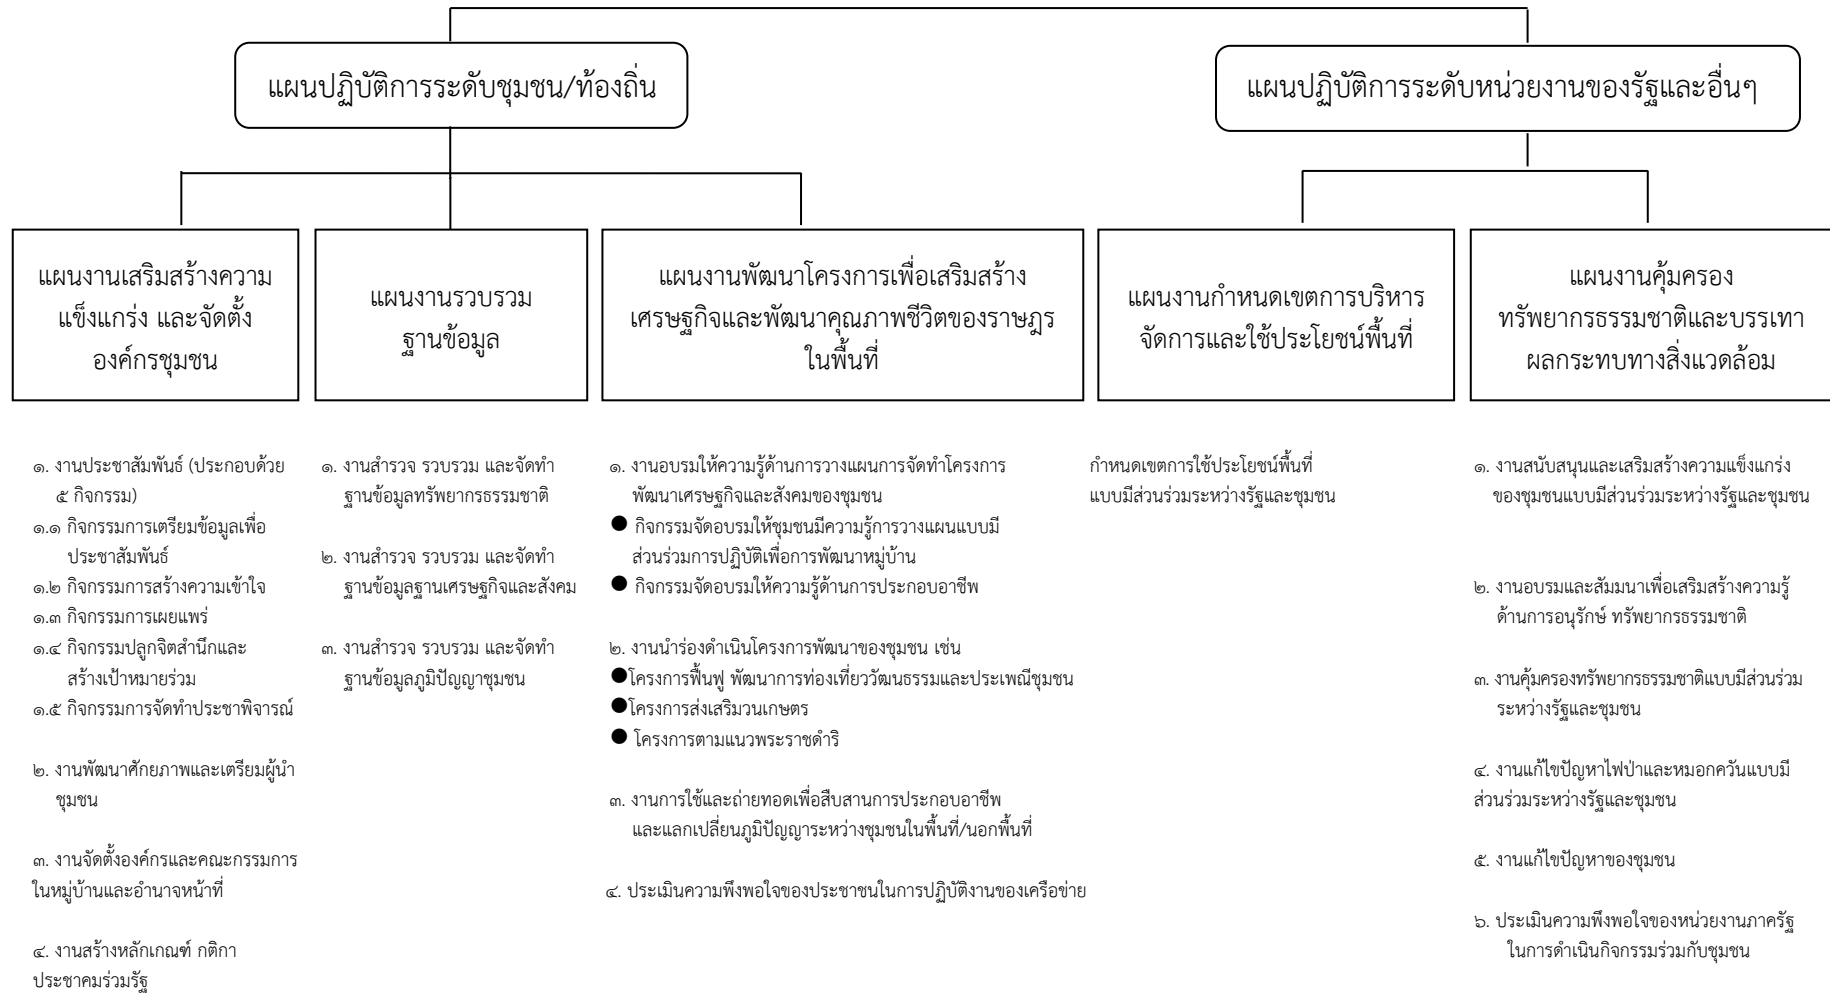 แผนปฏิบัติการระดับชุมชน/ท้องถิ่น
แผนปฏิบัติการระดับหน่วยงานของรัฐและอื่นๆ
แผนงานเสริมสร้างความ
แข็งแกร่ง และจัดตั้ง
องค์กรชุมชน
แผนงานรวบรวม
ฐานข้อมูล
แผนงานพัฒนาโครงการเพื่อเสริมสร้าง
เศรษฐกิจและพัฒนาคุณภาพชีวิตของราษฎร
ในพื้นที่
แผนงานกำหนดเขตการบริหาร
จัดการและใช้ประโยชน์พื้นที่
แผนงานคุ้มครอง
ทรัพยากรธรรมชาติและบรรเทา
ผลกระทบทางสิ่งแวดล้อม
๑. งานประชาสัมพันธ์ (ประกอบด้วย
๕ กิจกรรม)
๑.๑ กิจกรรมการเตรียมข้อมูลเพื่อ
ประชาสัมพันธ์
๑.๒ กิจกรรมการสร้างความเข้าใจ
๑.๓ กิจกรรมการเผยแพร่
๑.๔ กิจกรรมปลูกจิตสำนึกและ
สร้างเป้าหมายร่วม
๑.๕ กิจกรรมการจัดทำประชาพิจารณ์
๒. งานพัฒนาศักยภาพและเตรียมผู้นำ
ชุมชน
๓. งานจัดตั้งองค์กรและคณะกรรมการ
ในหมู่บ้านและอำนาจหน้าที่
๔. งานสร้างหลักเกณฑ์ กติกา
ประชาคมร่วมรัฐ
๑. งานสำรวจ รวบรวม และจัดทำ
ฐานข้อมูลทรัพยากรธรรมชาติ
๒. งานสำรวจ รวบรวม และจัดทำ
ฐานข้อมูลฐานเศรษฐกิจและสังคม
๓. งานสำรวจ รวบรวม และจัดทำ
ฐานข้อมูลภูมิปัญญาชุมชน
๑. งานอบรมให้ความรู้ด้านการวางแผนการจัดทำโครงการ
พัฒนาเศรษฐกิจและสังคมของชุมชน
● กิจกรรมจัดอบรมให้ชุมชนมีความรู้การวางแผนแบบมี
ส่วนร่วมการปฏิบัติเพื่อการพัฒนาหมู่บ้าน
● กิจกรรมจัดอบรมให้ความรู้ด้านการประกอบอาชีพ
๒. งานนำร่องดำเนินโครงการพัฒนาของชุมชน เช่น
●โครงการฟื้นฟู พัฒนาการท่องเที่ยววัฒนธรรมและประเพณีชุมชน
●โครงการส่งเสริมวนเกษตร
● โครงการตามแนวพระราชดำริ
๓. งานการใช้และถ่ายทอดเพื่อสืบสานการประกอบอาชีพ
และแลกเปลี่ยนภูมิปัญญาระหว่างชุมชนในพื้นที่/นอกพื้นที่
๔. ประเมินความพึงพอใจของประชาชนในการปฏิบัติงานของเครือข่าย
กำหนดเขตการใช้ประโยชน์พื้นที่
แบบมีส่วนร่วมระหว่างรัฐและชุมชน
๑. งานสนับสนุนและเสริมสร้างความแข็งแกร่ง
ของชุมชนแบบมีส่วนร่วมระหว่างรัฐและชุมชน
๒. งานอบรมและสัมมนาเพื่อเสริมสร้างความรู้
ด้านการอนุรักษ์ ทรัพยากรธรรมชาติ
๓. งานคุ้มครองทรัพยากรธรรมชาติแบบมีส่วนร่วม
ระหว่างรัฐและชุมชน
๔. งานแก้ไขปัญหาไฟป่าและหมอกควันแบบมี
ส่วนร่วมระหว่างรัฐและชุมชน
๕. งานแก้ไขปัญหาของชุมชน
๖. ประเมินความพึงพอใจของหน่วยงานภาครัฐ
ในการดำเนินกิจกรรมร่วมกับชุมชน